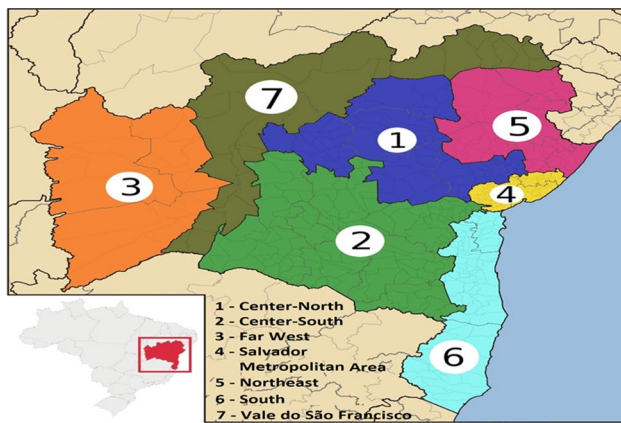 7
1
5
3
4
2
6
1 - Center-North
2 - Center-South
3 - Far West
4 - Salvador
Metropolitan Area
5 - Northeast
6 - South
7 - Vale do São Francisco